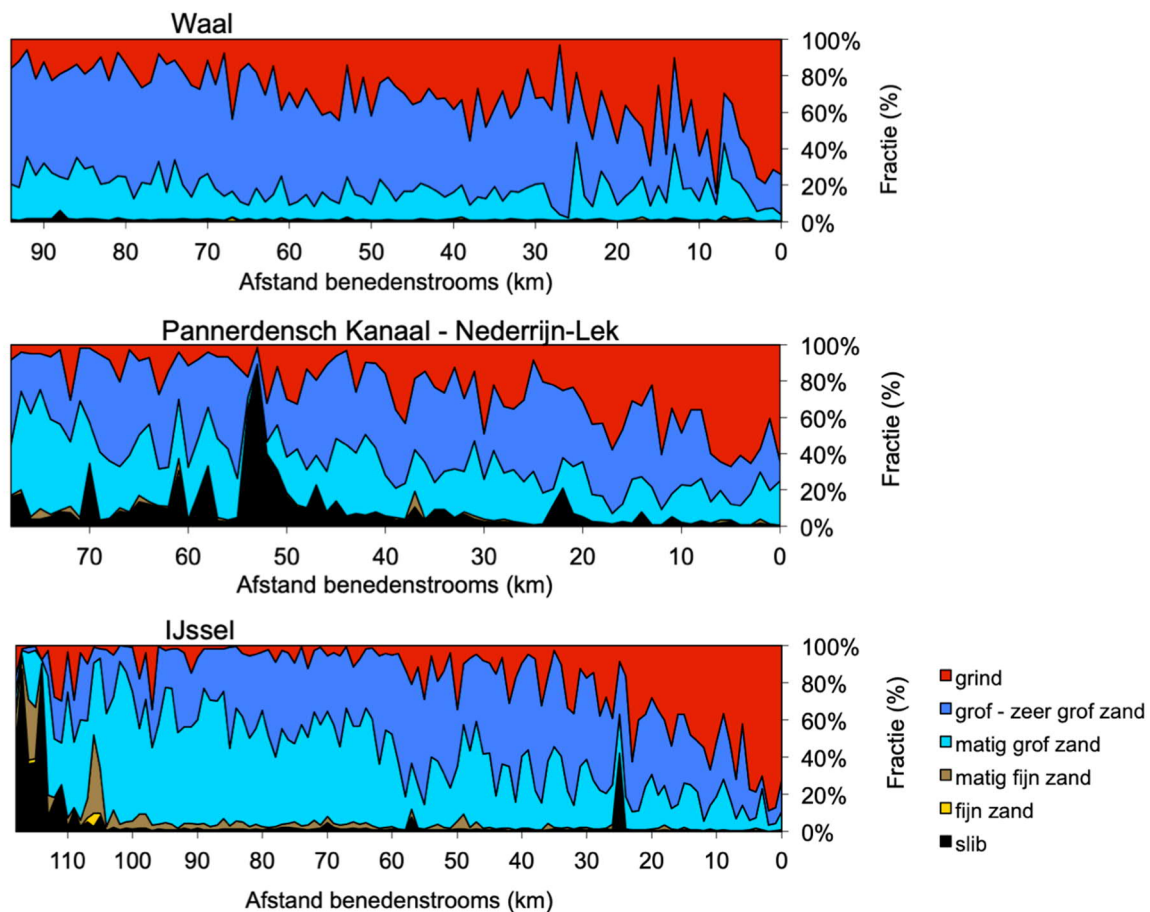 Waal
100%
80%
60%
40%
20%
0%
Fractie (%)
90 80 70 60 50 40 30 20 10 0
Afstand benedenstrooms (km)
Pannerdensch Kanaal - Nederrijn-Lek
100%
80%
60%
40%
20%
0%
Fractie (%)
70 60 50 40 30 20 10 0
Afstand benedenstrooms (km)
IJssel
100%
80%
60%
40%
20%
0%
Fractie (%)
110 100 90 80 70 60 50 40 30 20 10 0
Afstand benedenstrooms (km)
grind
grof - zeer grof zand
matig grof zand
matig fijn zand
fijn zand
slib